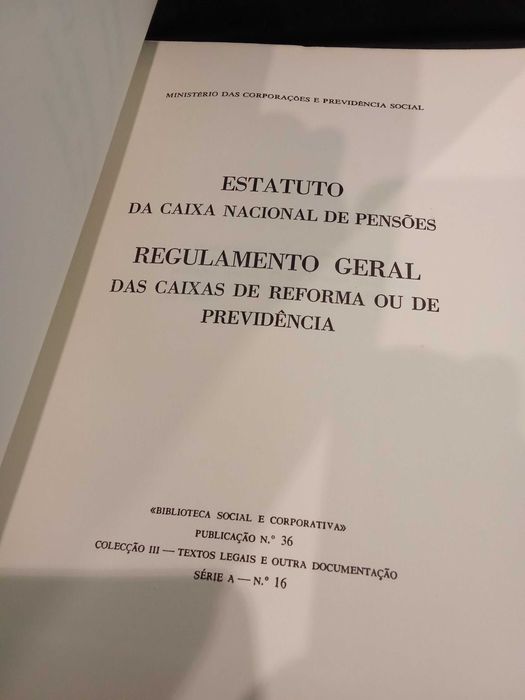 MINISTÉRIO DAS CORPORAÇÕES E PREVIDÊNCIA SOCIAL
ESTATUTO
DA CAIXA NACIONAL DE PENSÕES
REGULAMENTO GERAL
DAS CAIXAS DE REFORMA OU DE
PREVIDÊNCIA
«BIBLIOTECA SOCIAL E CORPORATIVA»
PUBLICAÇÃO N.º 36
COLECÇÃO III — TEXTOS LEGAIS E OUTRA DOCUMENTAÇÃO
SÉRIE A — N.º 16